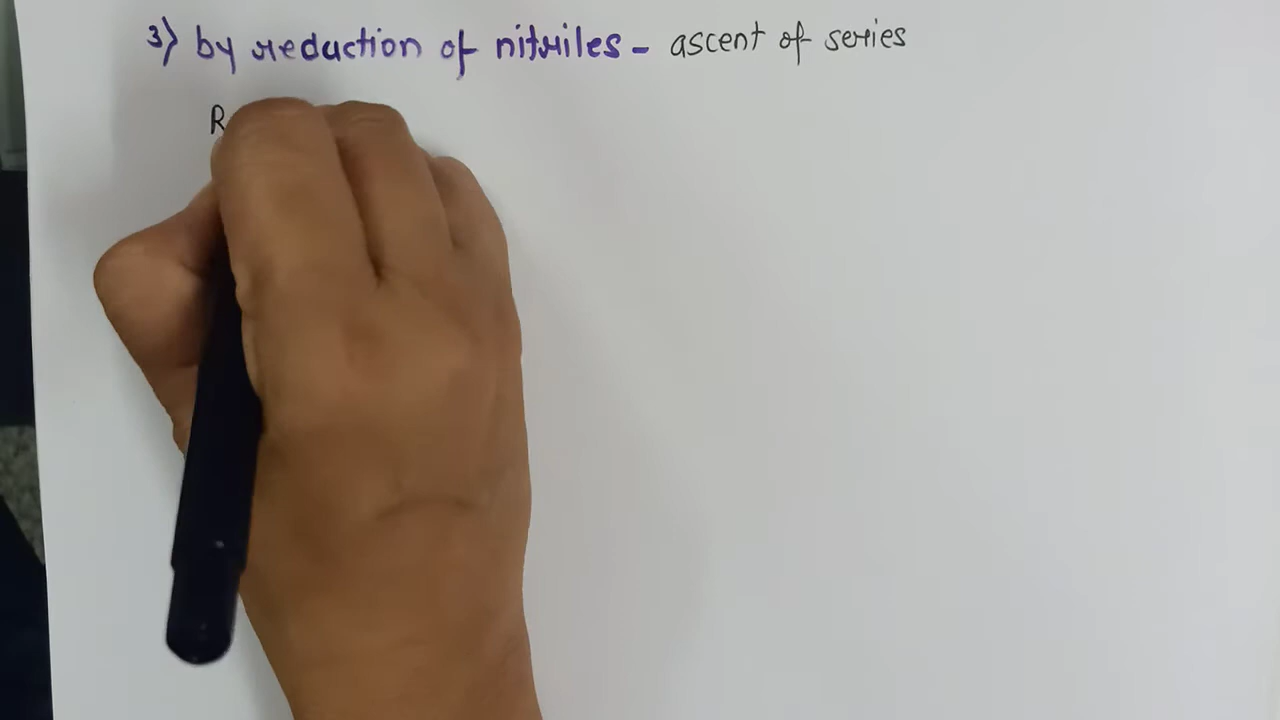 3) by reduction of nitriles - ascent of series
R